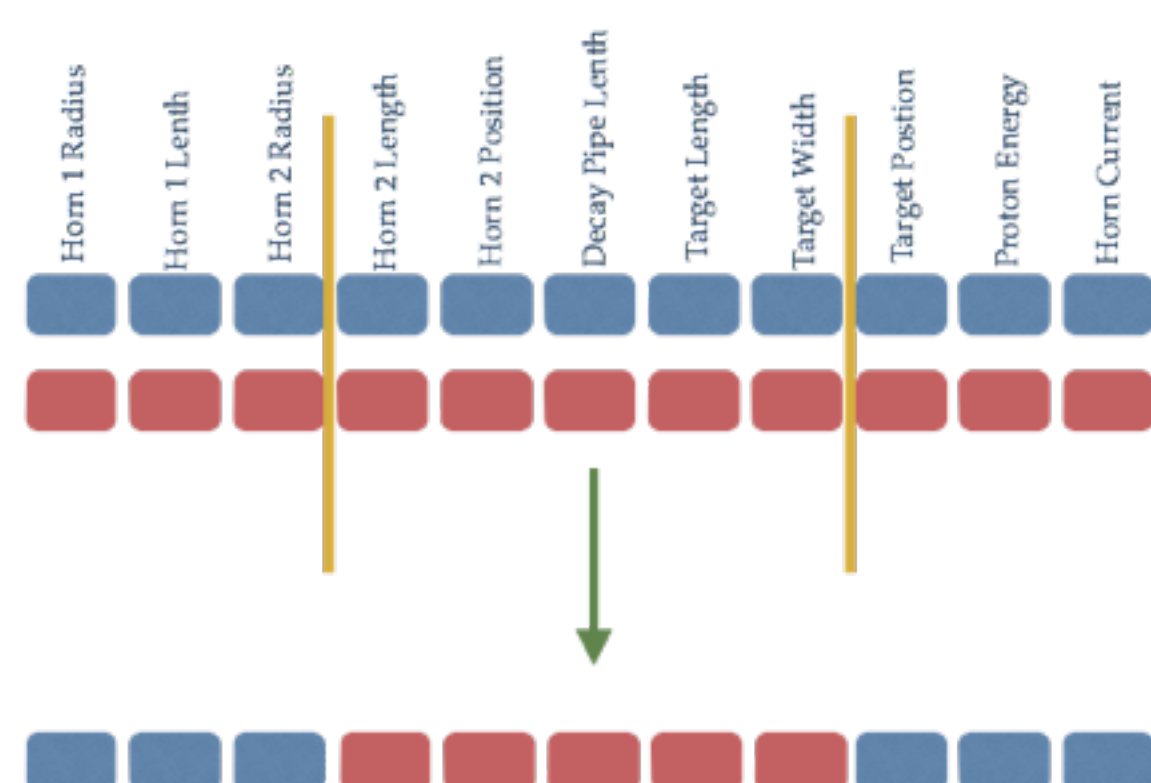 Horn 1 Radius
Horn 1 Lenth
Horn 2 Radius
Horn 2 Length
Horn 2 Position
Decay Pipe Lenth
Target Length
Target Width
Target Postion
Proton Energy
Horn Current